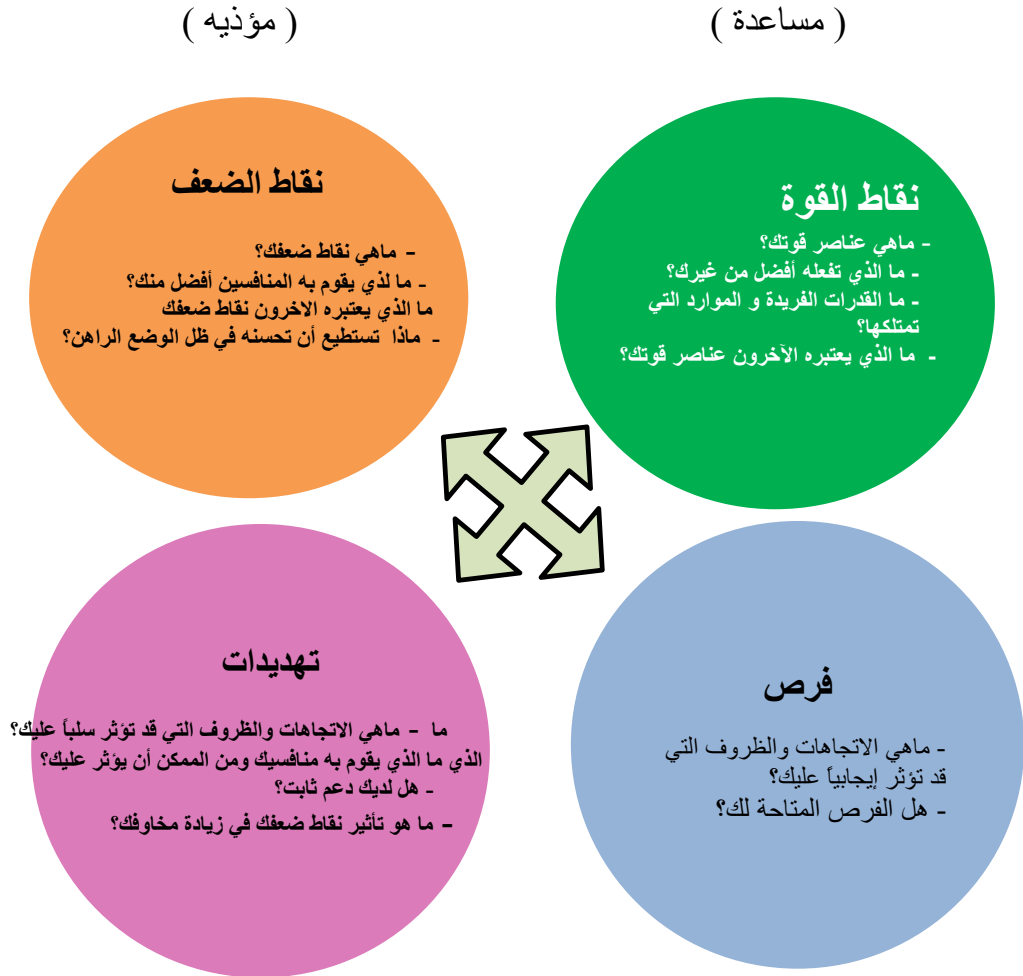 ( مساعدة )
( مؤذيه )
نقاط القوة
- ماهي عناصر قوتك؟
- ما الذي تفعله أفضل من غيرك؟
- ما القدرات الفريدة و الموارد التي
تمتلكها؟
- ما الذي يعتبره الآخرون عناصر قوتك؟
نقاط الضعف
- ماهي نقاط ضعفك؟
- ما لذي يقوم به المنافسين أفضل منك؟
ما الذي يعتبره الاخرون نقاط ضعفك
- ماذا تستطيع أن تحسنه في ظل الوضع الراهن؟
فرص
- ماهي الاتجاهات والظروف التي
قد تؤثر إيجابياً عليك؟
- هل الفرص المتاحة لك؟
تهديدات
ما - ماهي الاتجاهات والظروف التي قد تؤثر سلباً عليك؟
الذي ما الذي يقوم به منافسيك ومن الممكن أن يؤثر عليك؟
- هل لديك دعم ثابت؟
- ما هو تأثير نقاط ضعفك في زيادة مخاوفك؟